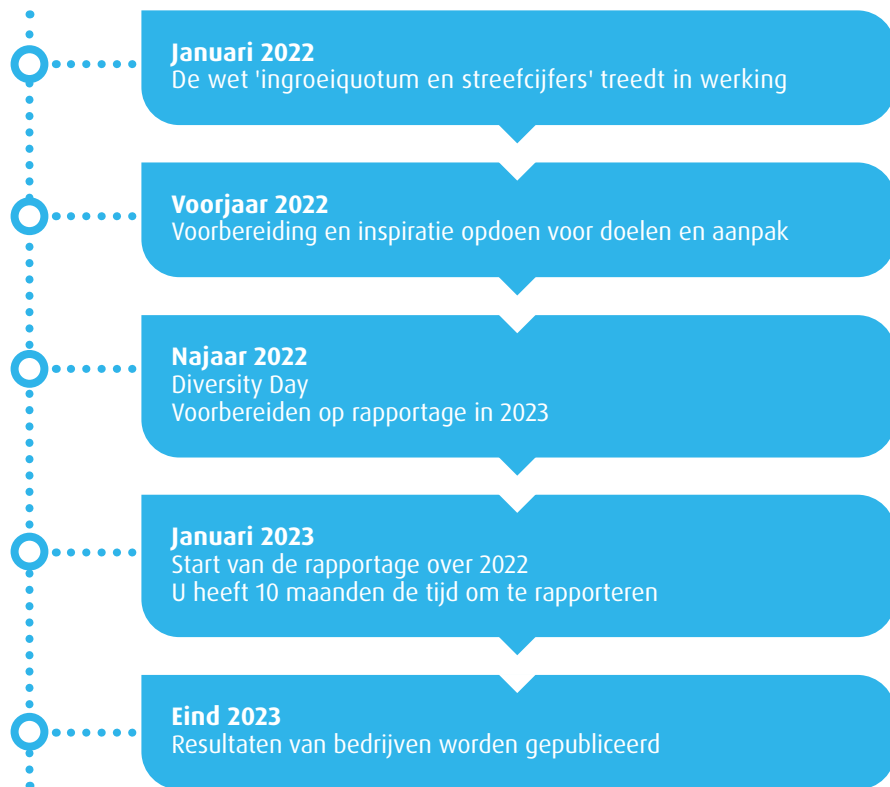 Januari 2022
De wet 'ingroeiquotum en streefcijfers' treedt in werking
Voorjaar 2022
Voorbereiding en inspiratie opdoen voor doelen en aanpak
Najaar 2022
Diversity Day
Voorbereiden op rapportage in 2023
Januari 2023
Start van de rapportage over 2022
U heeft 10 maanden de tijd om te rapporteren
Eind 2023
Resultaten van bedrijven worden gepubliceerd